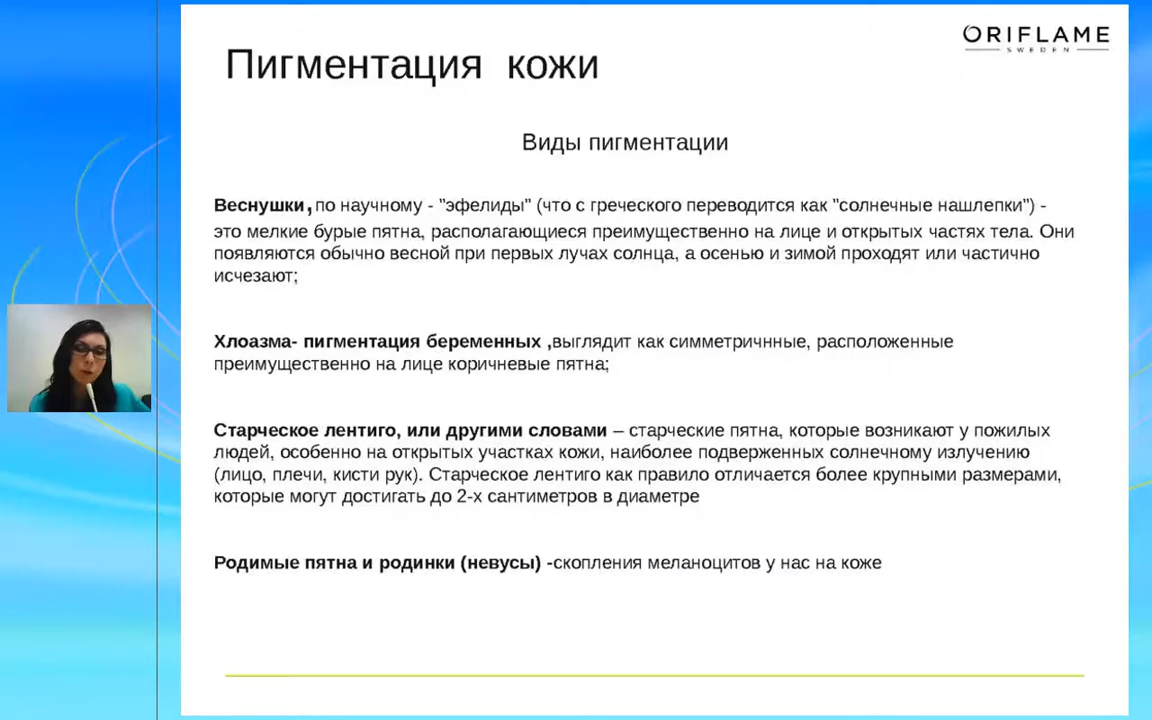 ORIFLAME
SWEDEN
Пигментация кожи
Виды пигментации
Веснушки, по научному - "эфелиды" (что с греческого переводится как "солнечные нашлепки") -
это мелкие бурые пятна, располагающиеся преимущественно на лице и открытых частях тела. Они
появляются обычно весной при первых лучах солнца, а осенью и зимой проходят или частично
исчезают;
Хлоазма- пигментация беременных ,выглядит как симметричнные, расположенные
преимущественно на лице коричневые пятна;
Старческое лентиго, или другими словами – старческие пятна, которые возникают у пожилых
людей, особенно на открытых участках кожи, наиболее подверженных солнечному излучению
(лицо, плечи, кисти рук). Старческое лентиго как правило отличается более крупными размерами,
которые могут достигать до 2-х сантиметров в диаметре
Родимые пятна и родинки (невусы) -скопления меланоцитов у нас на коже